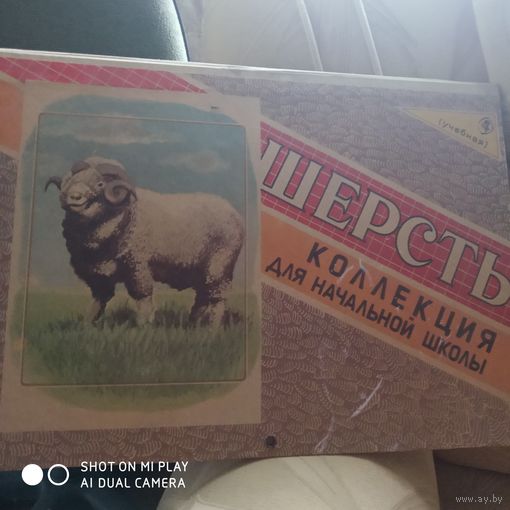 (учебная)
ШЕРСТЬ
КОЛЛЕКЦИЯ
ДЛЯ НАЧАЛЬНОЙ ШКОЛЫ
SHOT ON MI PLAY
AI DUAL CAMERA
www.ay.by